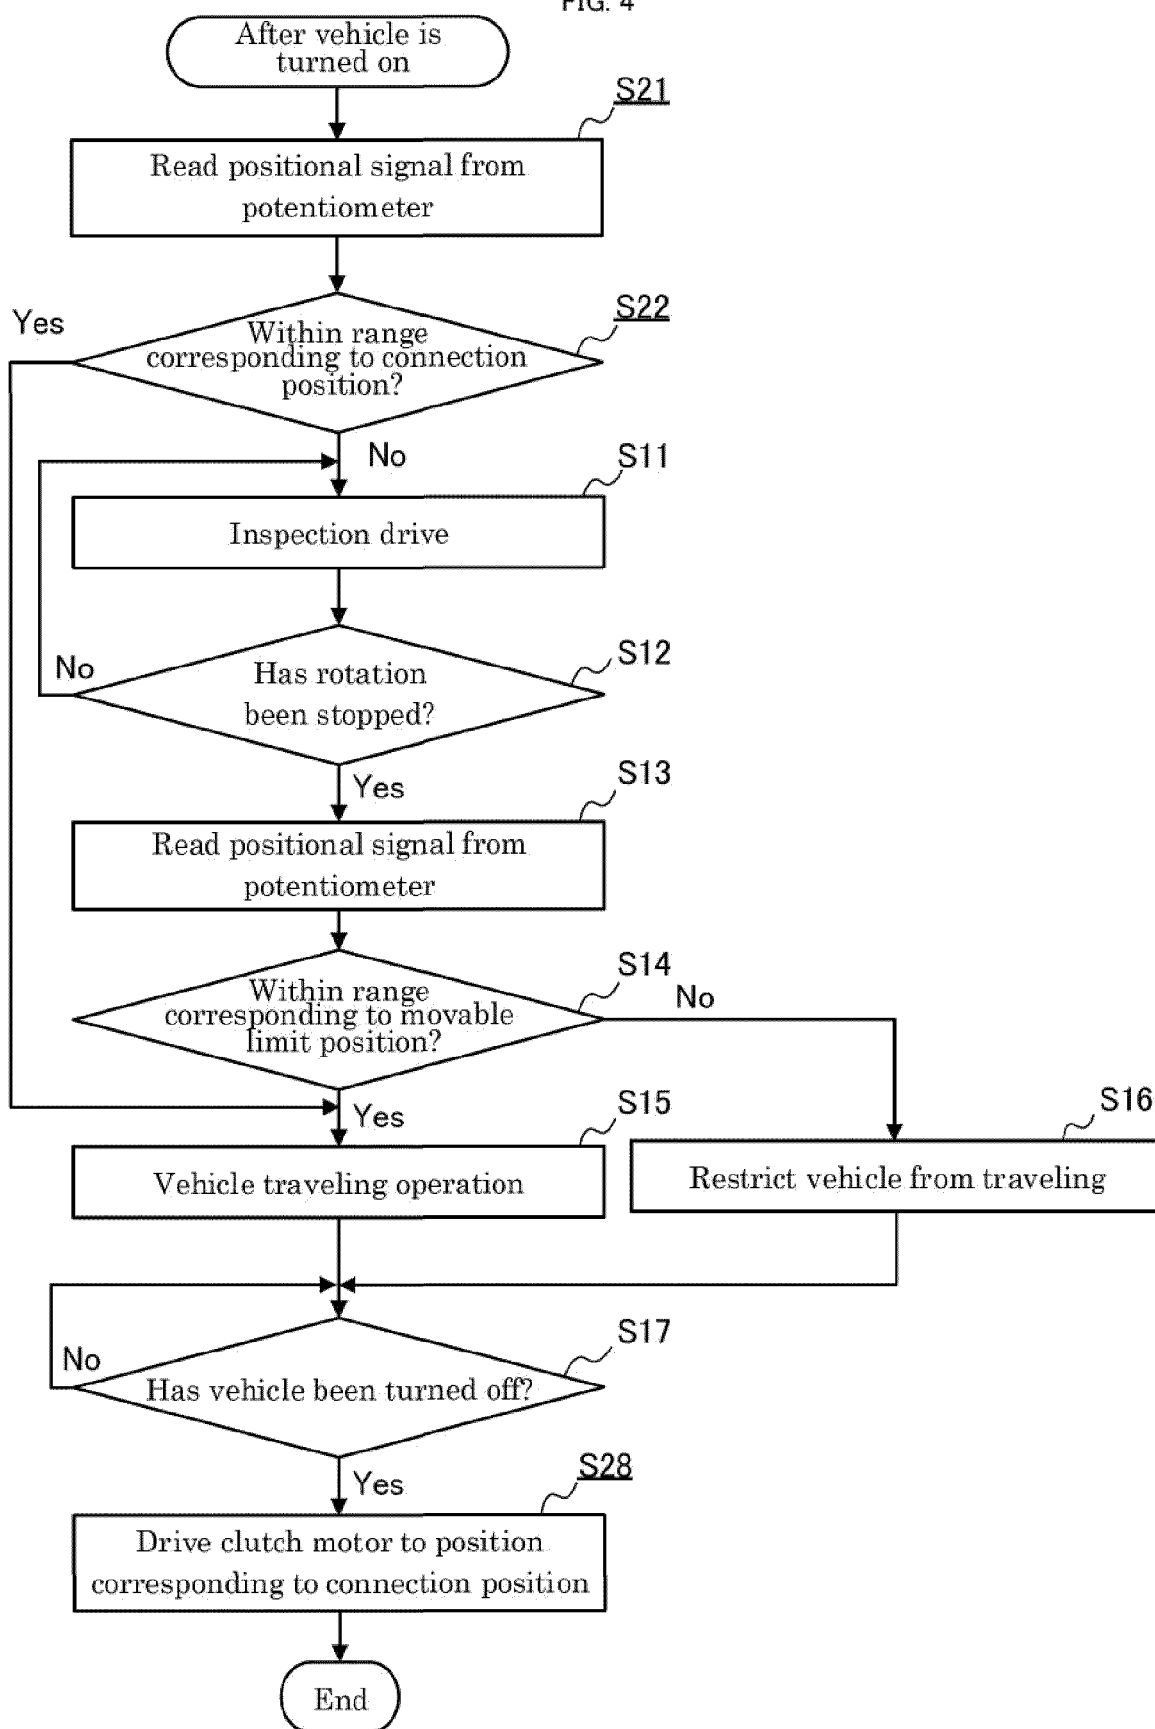 FIG. 4
After vehicle is
turned on
S21
Read positional signal from
potentiometer
S22
Yes
Within range
corresponding to connection
position?
No
S11
Inspection drive
S12
No
Has rotation
been stopped?
Yes
S13
Read positional signal from
potentiometer
S14
No
Within range
corresponding to movable
limit position?
Yes
S15
S16
Vehicle traveling operation
Restrict vehicle from traveling
S17
No
Has vehicle been turned off?
Yes
S28
Drive clutch motor to position
corresponding to connection position
End